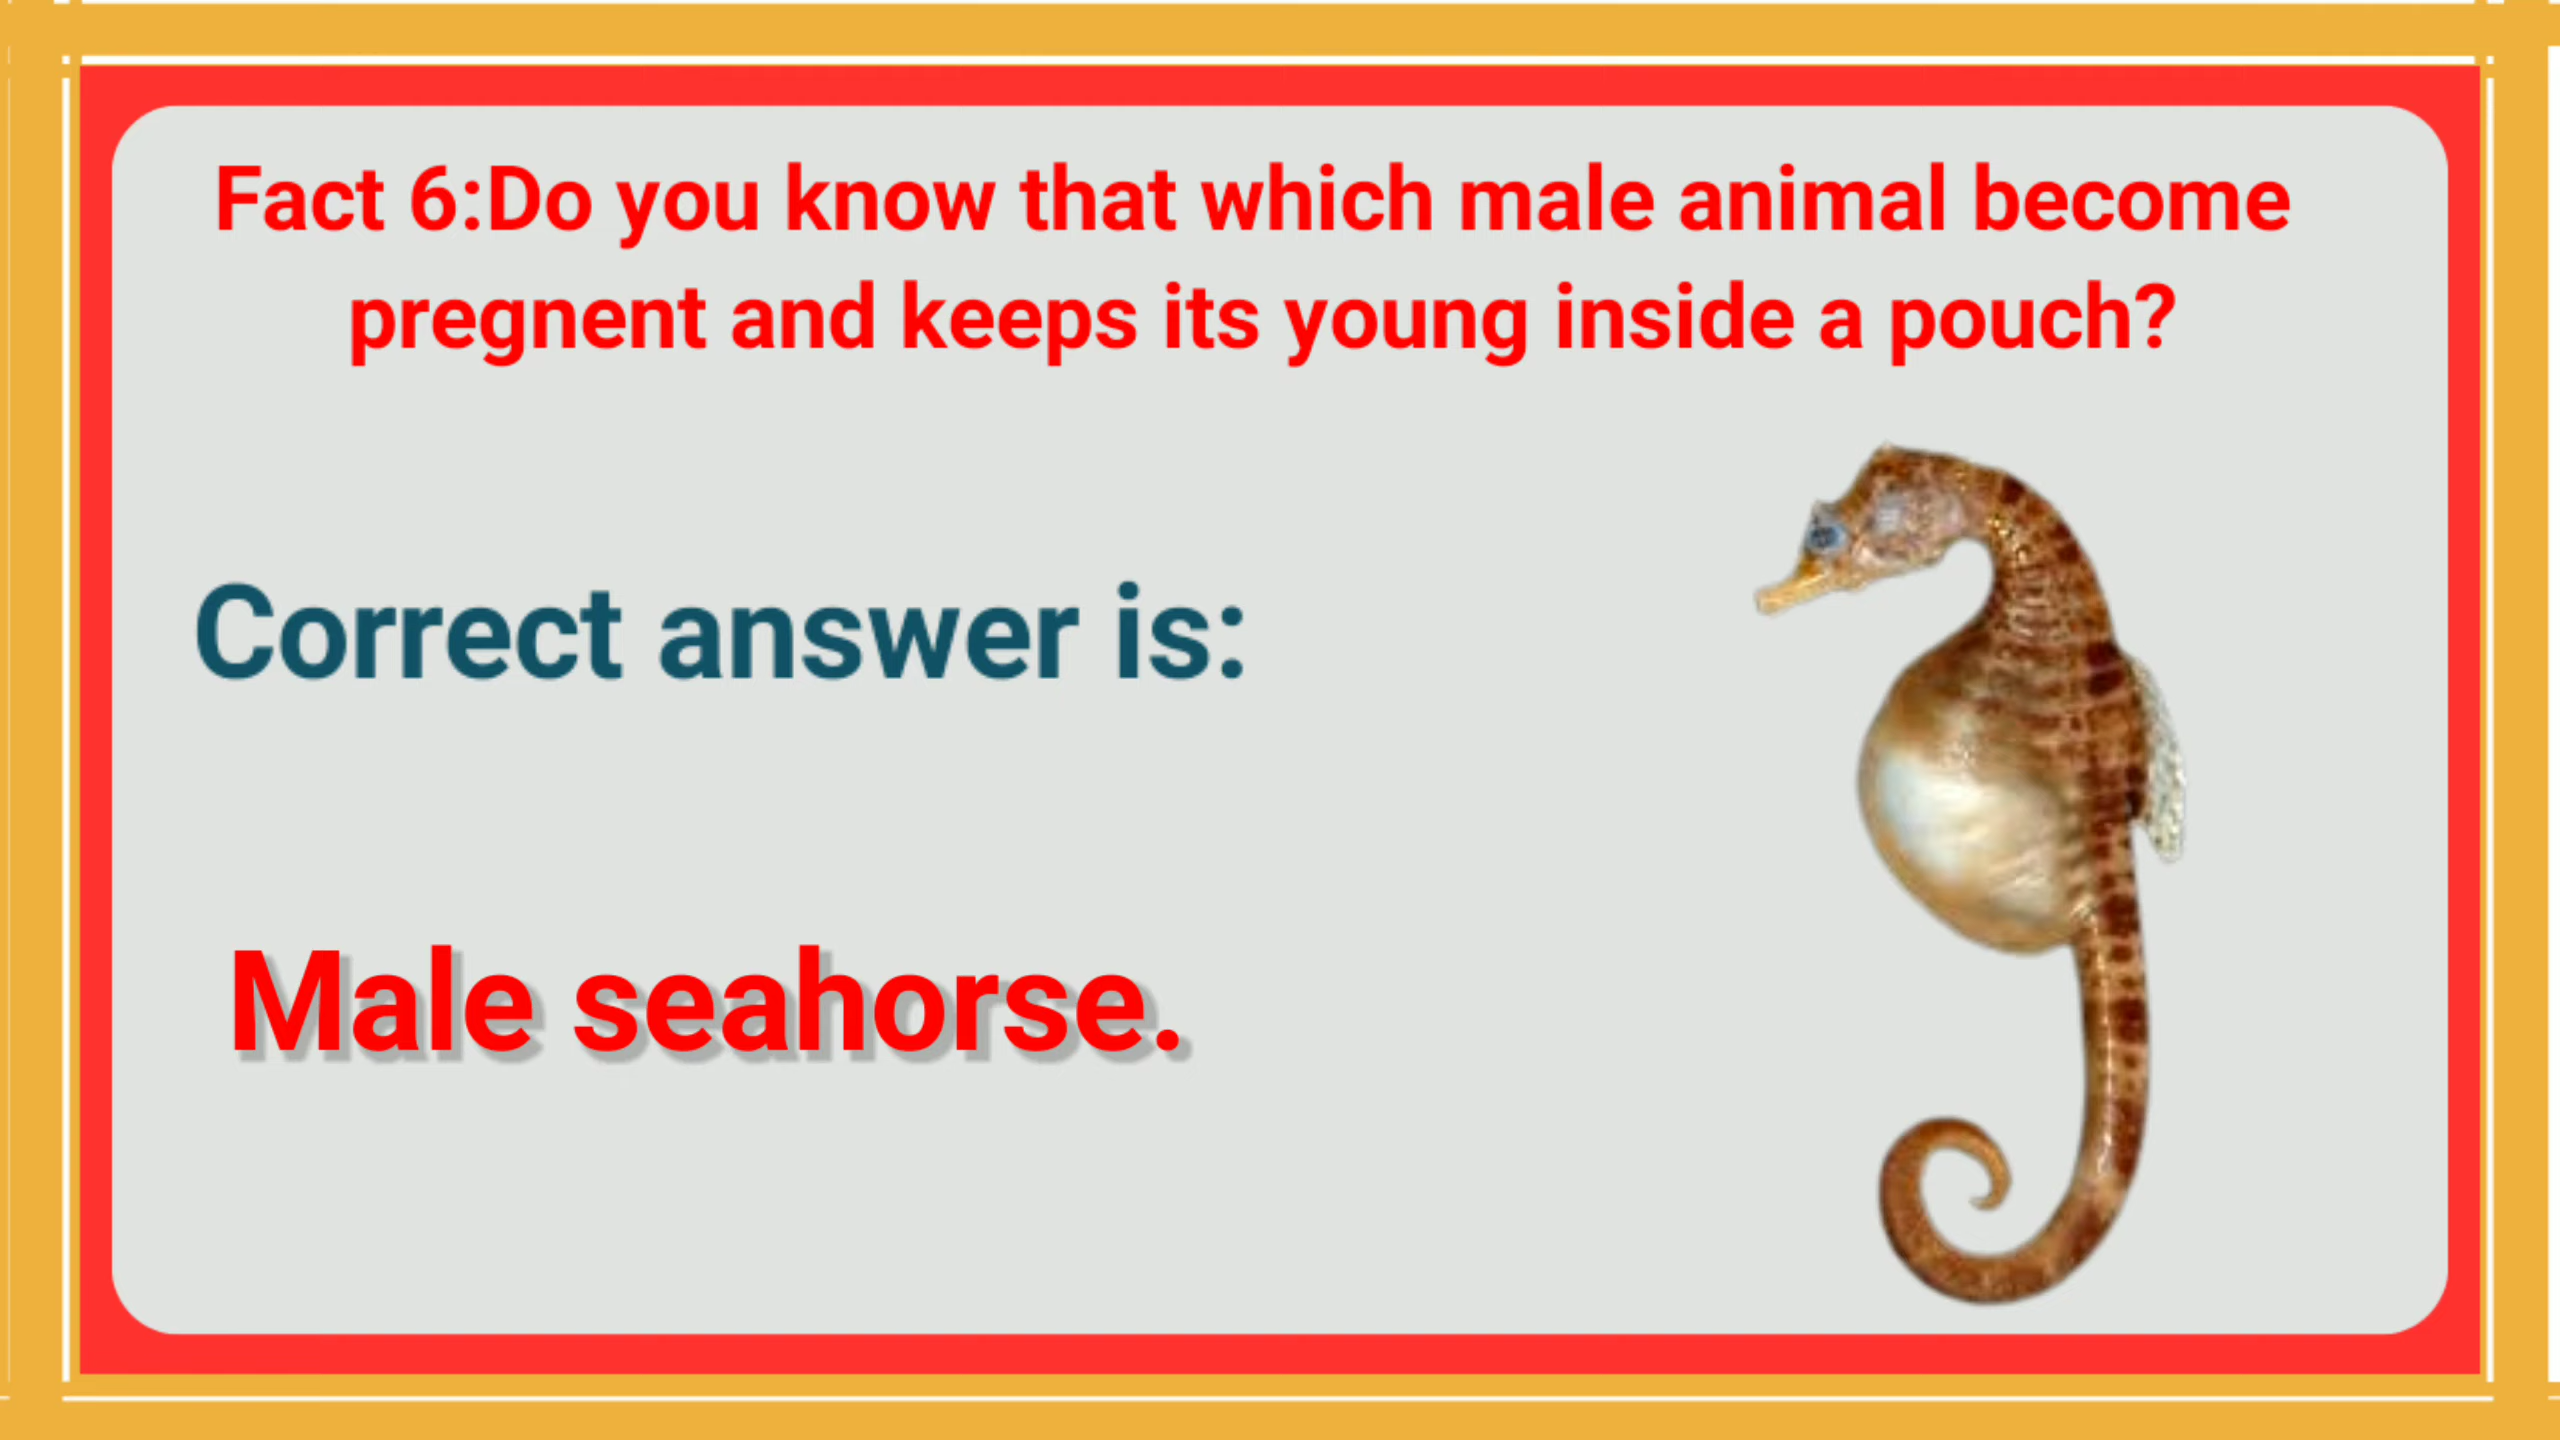 Fact 6:Do you know that which male animal become
pregnent and keeps its young inside a pouch?
Correct answer is:
Male seahorse.